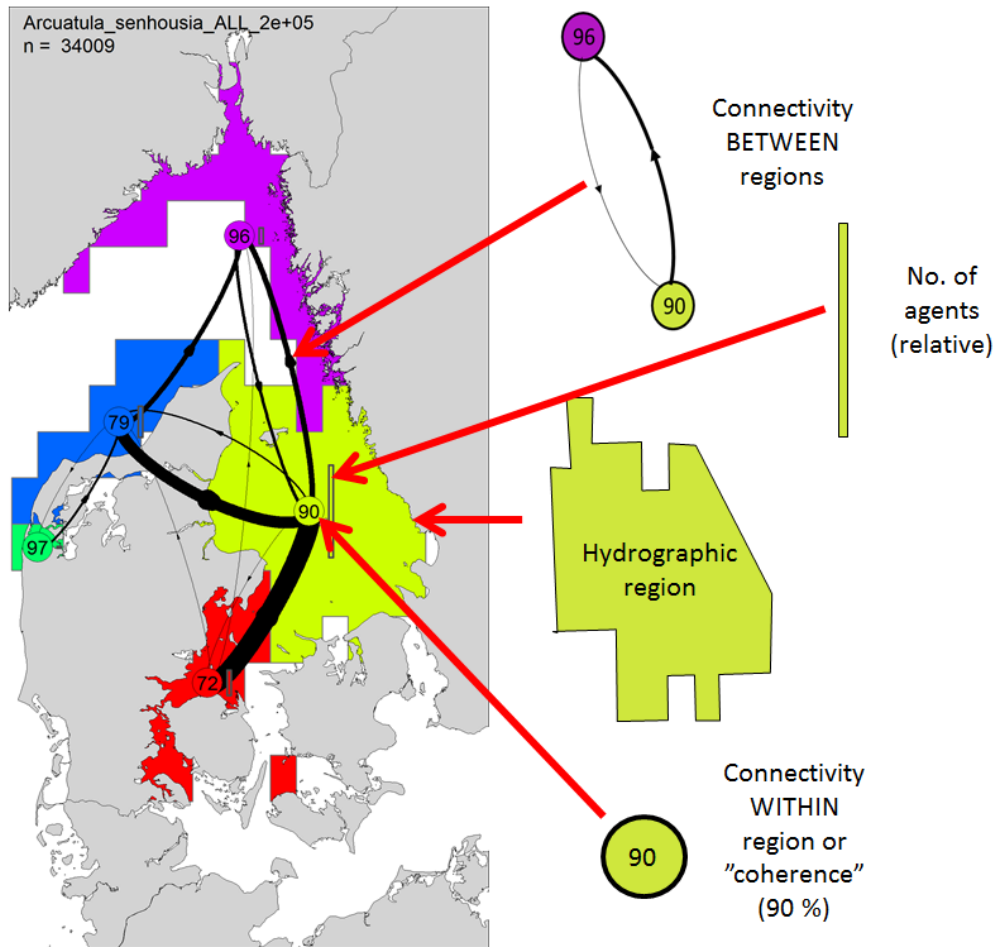 Arcuatula_senhousia_ALL_2e+05
n =  34009
96
79
90
97
72
96
90
Connectivity
BETWEEN
regions
No. of
agents
(relative)
Hydrographic
region
90
Connectivity
WITHIN
region or
”coherence”
(90 %)